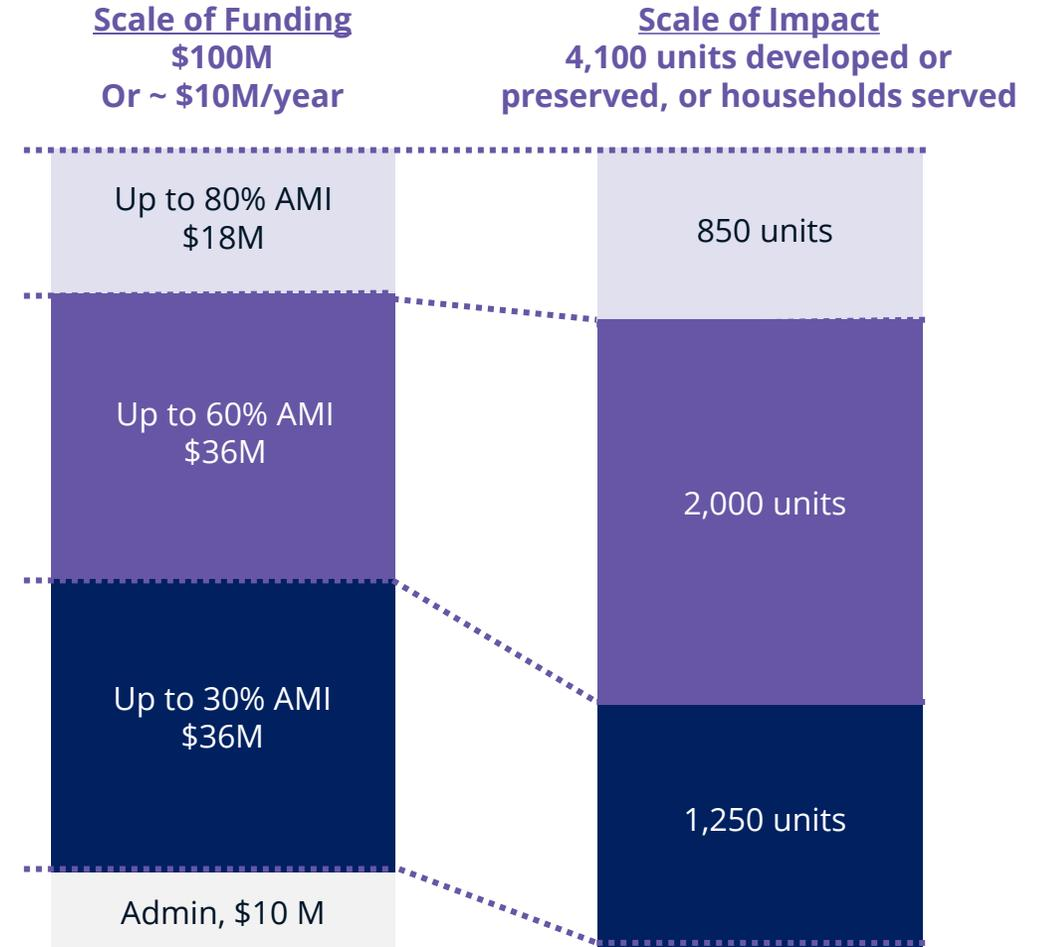 Scale of Funding
$100M
Or ~ $10M/year
Scale of Impact
4,100 units developed or
preserved, or households served
Up to 80% AMI
$18M
850 units
Up to 60% AMI
$36M
2,000 units
Up to 30% AMI
$36M
1,250 units
Admin, $10 M